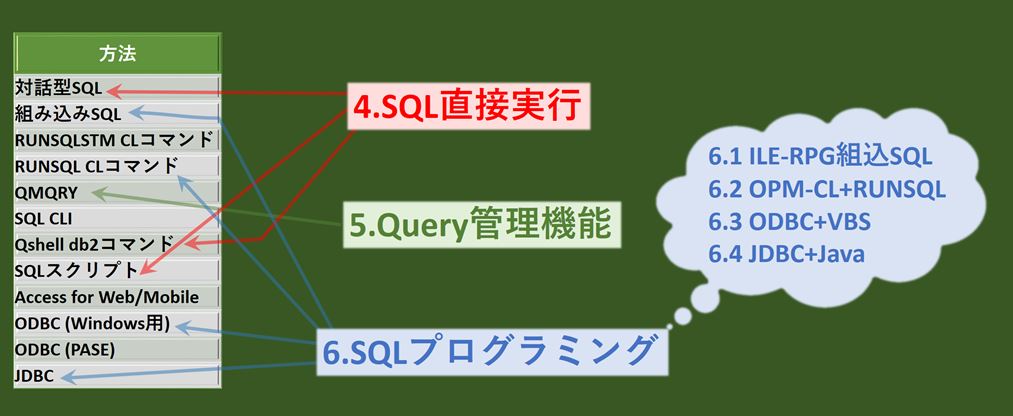 方法
対話型SQL
組み込みSQL
RUNSQLSTM CLコマンド
RUNSQL CLコマンド
QMQRY
SQL CLI
Qshell db2コマンド
SQLスクリプト
Access for Web/Mobile
ODBC (Windows用)
ODBC (PASE)
JDBC
4.SQL直接実行
5.Query管理機能
6.SQLプログラミング
6.1 ILE-RPG組込SQL
6.2 OPM-CL+RUNSQL
6.3 ODBC+VBS
6.4 JDBC+Java